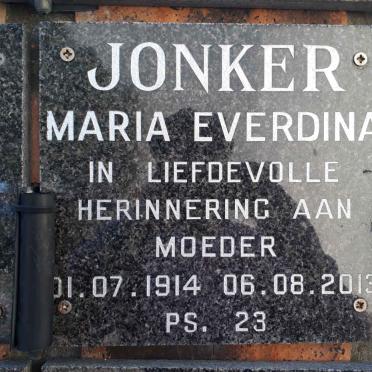 JONKER
MARIA EVERDINA
IN LIEFDEVOLLE
HERINNERING AAN
MOEDER
01.07.1914 06.08.2013
PS. 23